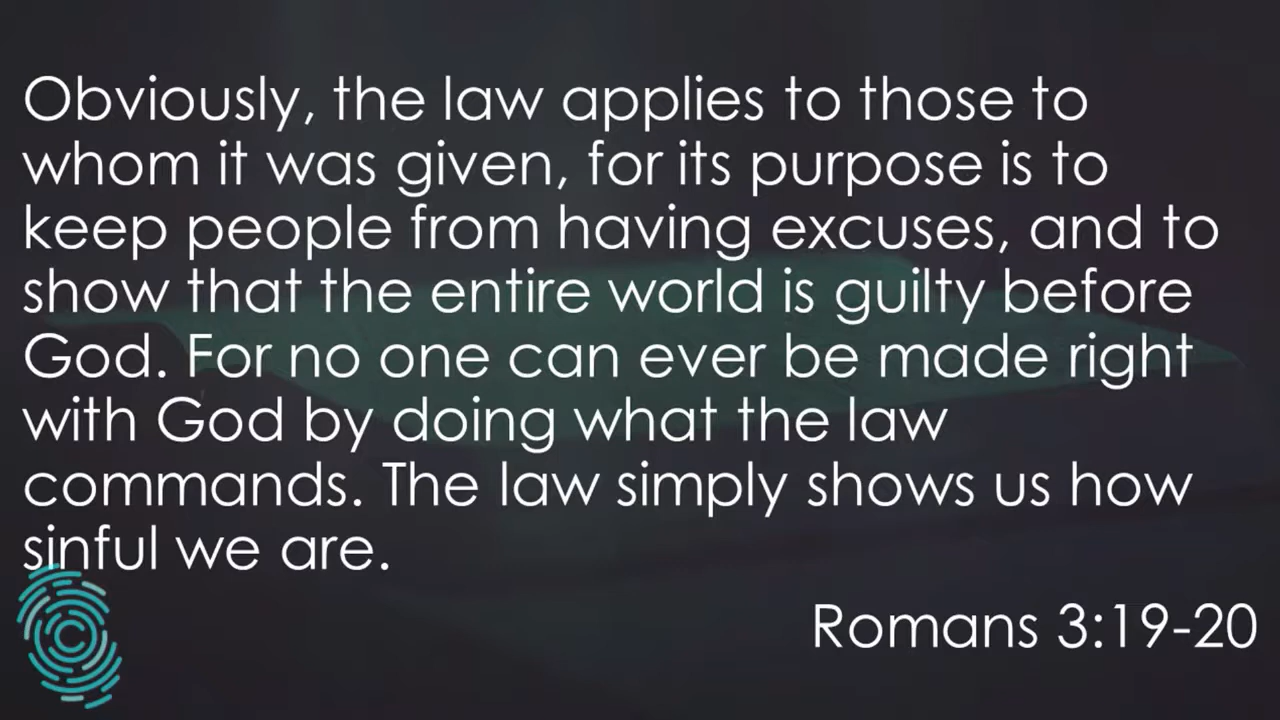 Obviously, the law applies to those to
whom it was given, for its purpose is to
keep people from having excuses, and to
show that the entire world is guilty before
God. For no one can ever be made right
with God by doing what the law
commands. The law simply shows us how
sinful we are.
Romans 3:19-20